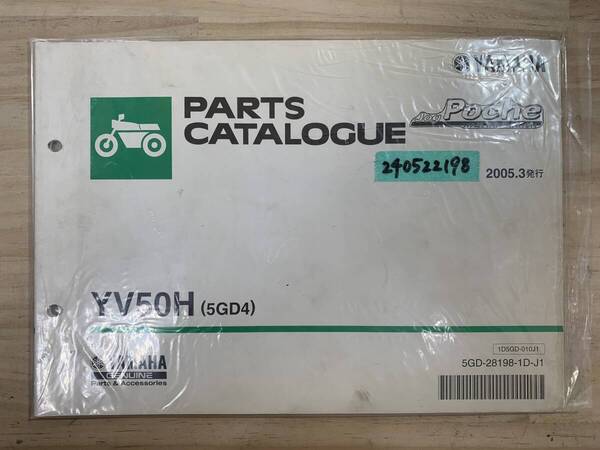 YAMAHA
PARTS
CATALOGUE
Jog Poche
240522198
2005.3発行
YV50H (5GD4)
YAMAHA
GENUINE
Parts & Accessories
1D5GD-010J1
5GD-28198-1D-J1